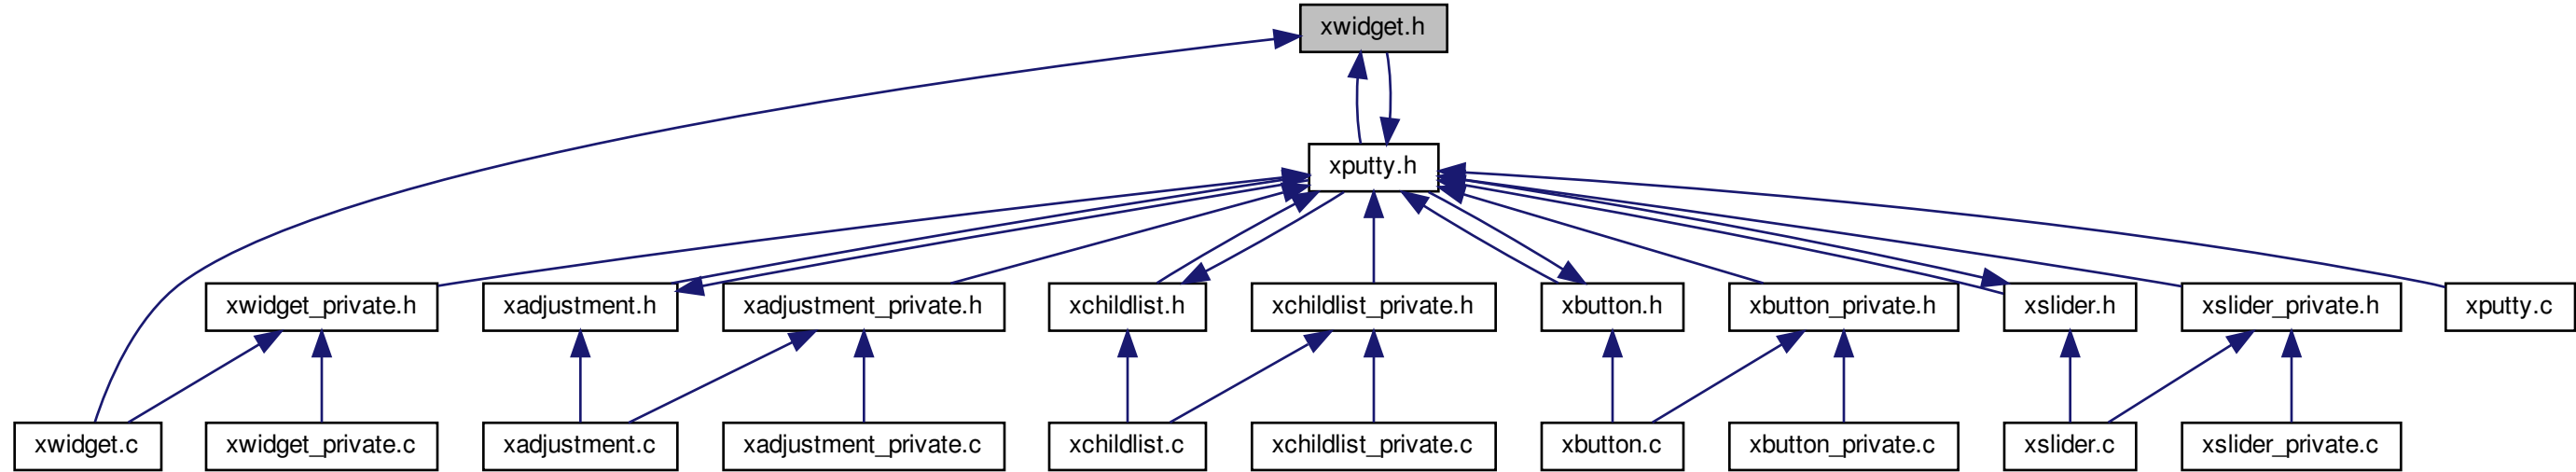 xwidget.h
xputty.h
xwidget_private.h
xadjustment.h
xadjustment_private.h
xchildlist.h
xchildlist_private.h
xbutton.h
xbutton_private.h
xslider.h
xslider_private.h
xputty.c
xwidget.c
xwidget_private.c
xadjustment.c
xadjustment_private.c
xchildlist.c
xchildlist_private.c
xbutton.c
xbutton_private.c
xslider.c
xslider_private.c